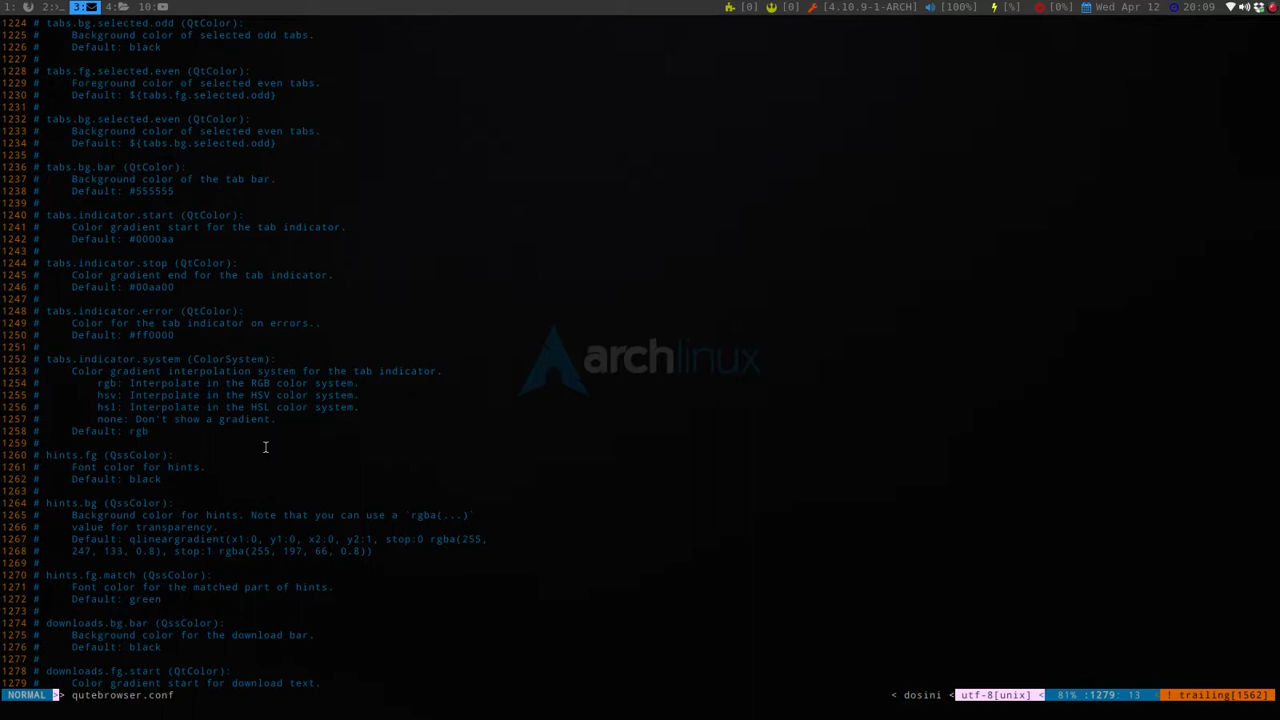 1: 2: 3: 4: 10: [0] [0] [4.10.9-1-ARCH] [100%] [%] [0%] Wed Apr 12 20:09
1224 # tabs.bg.selected.odd (QtColor):
1225 #     Background color of selected odd tabs.
1226 #     Default: black
1227 #
1228 # tabs.fg.selected.even (QtColor):
1229 #     Foreground color of selected even tabs.
1230 #     Default: ${tabs.fg.selected.odd}
1231 #
1232 # tabs.bg.selected.even (QtColor):
1233 #     Background color of selected even tabs.
1234 #     Default: ${tabs.bg.selected.odd}
1235 #
1236 # tabs.bg.bar (QtColor):
1237 #     Background color of the tab bar.
1238 #     Default: #555555
1239 #
1240 # tabs.indicator.start (QtColor):
1241 #     Color gradient start for the tab indicator.
1242 #     Default: #0000aa
1243 #
1244 # tabs.indicator.stop (QtColor):
1245 #     Color gradient end for the tab indicator.
1246 #     Default: #00aa00
1247 #
1248 # tabs.indicator.error (QtColor):
1249 #     Color for the tab indicator on errors..
1250 #     Default: #ff0000
1251 #
1252 # tabs.indicator.system (ColorSystem):
1253 #     Color gradient interpolation system for the tab indicator.
1254 #         rgb: Interpolate in the RGB color system.
1255 #         hsv: Interpolate in the HSV color system.
1256 #         hsl: Interpolate in the HSL color system.
1257 #         none: Don't show a gradient.
1258 #     Default: rgb
1259 #
1260 # hints.fg (QssColor):
1261 #     Font color for hints.
1262 #     Default: black
1263 #
1264 # hints.bg (QssColor):
1265 #     Background color for hints. Note that you can use a `rgba(...)`
1266 #     value for transparency.
1267 #     Default: qlineargradient(x1:0, y1:0, x2:0, y2:1, stop:0 rgba(255,
1268 #     247, 133, 0.8), stop:1 rgba(255, 197, 66, 0.8))
1269 #
1270 # hints.fg.match (QssColor):
1271 #     Font color for the matched part of hints.
1272 #     Default: green
1273 #
1274 # downloads.bg.bar (QssColor):
1275 #     Background color for the download bar.
1276 #     Default: black
1277 #
1278 # downloads.fg.start (QtColor):
1279 #     Color gradient start for download text.
archlinux
NORMAL >> qutebrowser.conf < dosini < utf-8[unix] < 81% :1279: 13 < ! trailing[1562]